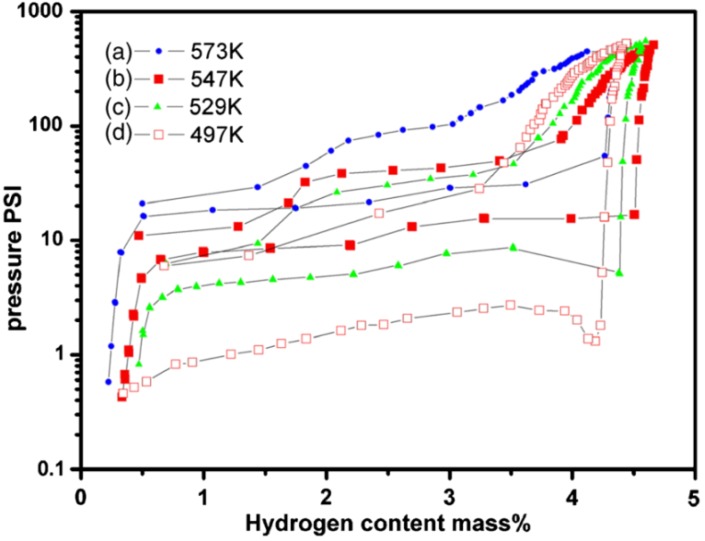 1000
(a) 573K
(b) 547K
(c) 529K
(d) 497K
100
10
1
0.1
pressure PSI
0 1 2 3 4 5
Hydrogen content mass%